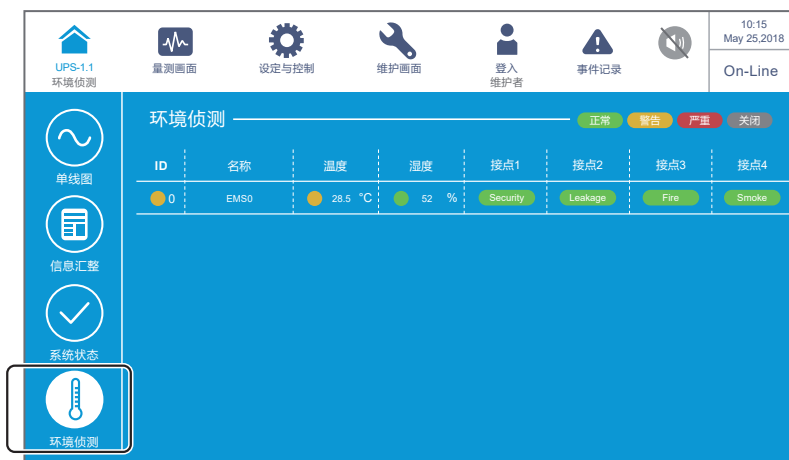 10:15
May 25,2018
On-Line
UPS-1.1
环境侦测
量测画面
设定与控制
维护画面
登入
维护者
事件记录
单线图
信息汇整
系统状态
环境侦测
环境侦测
正常 警告 严重 关闭
ID 名称 温度 湿度 接点1 接点2 接点3 接点4
0 EMS0 28.5 °C 52 % Security Leakage Fire Smoke